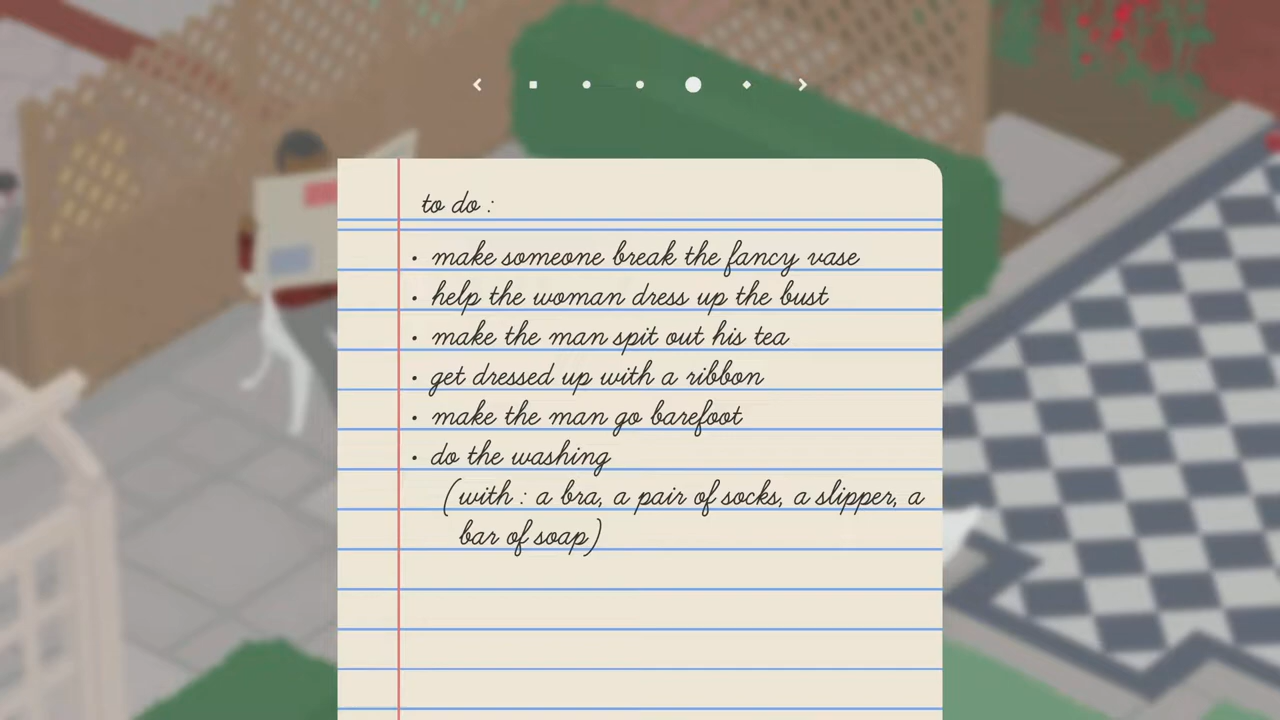 to do :
• make someone break the fancy vase
• help the woman dress up the bust
• make the man spit out his tea
• get dressed up with a ribbon
• make the man go barefoot
• do the washing
(with : a bra, a pair of socks, a slipper, a
bar of soap)